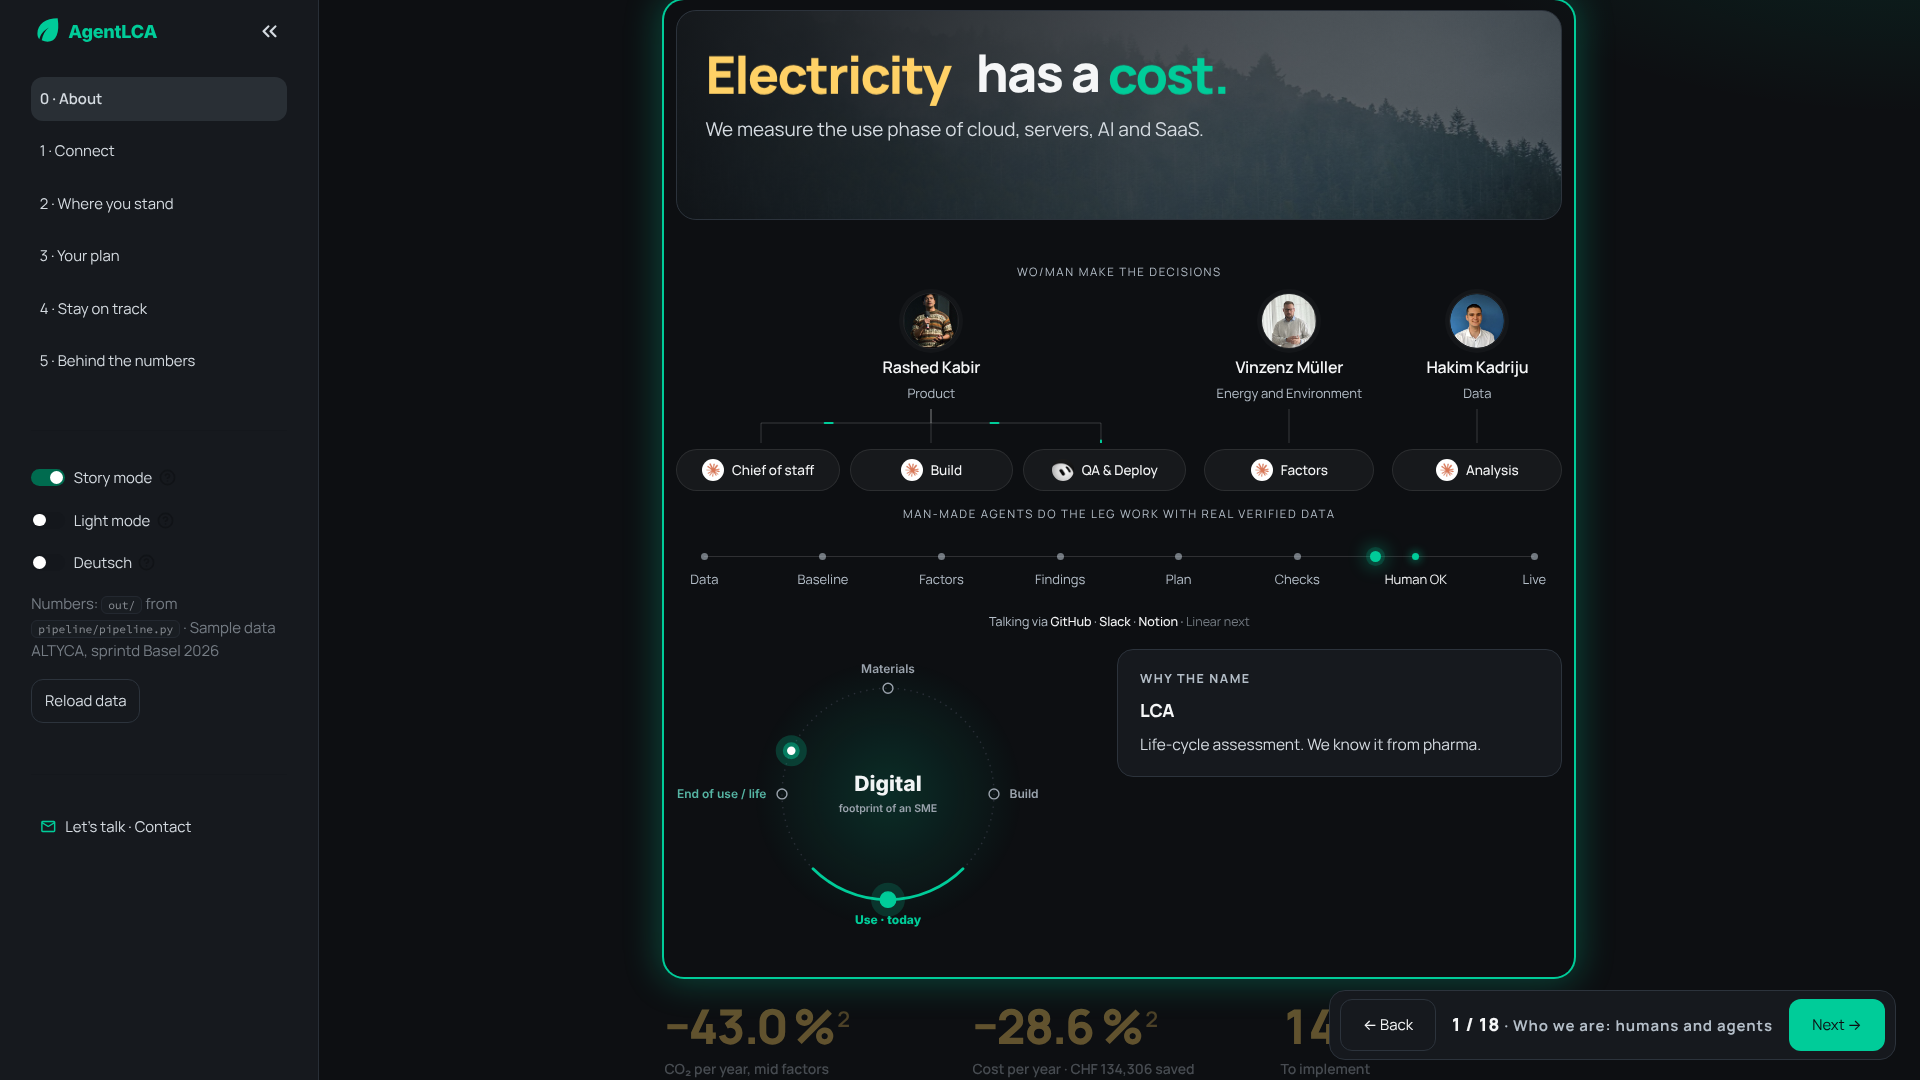 AgentLCA
0 · About
1 · Connect
2 · Where you stand
3 · Your plan
4 · Stay on track
5 · Behind the numbers
Story mode
Light mode
Deutsch
Numbers: out/ from
pipeline/pipeline.py · Sample data
ALTYCA, sprintd Basel 2026
Reload data
Let's talk · Contact
Electricity has a cost.
We measure the use phase of cloud, servers, AI and SaaS.
WO/MAN MAKE THE DECISIONS
Rashed Kabir
Product
Vinzenz Müller
Energy and Environment
Hakim Kadriju
Data
Chief of staff
Build
QA & Deploy
Factors
Analysis
MAN-MADE AGENTS DO THE LEG WORK WITH REAL VERIFIED DATA
Data
Baseline
Factors
Findings
Plan
Checks
Human OK
Live
Talking via GitHub · Slack · Notion · Linear next
Materials
End of use / life
Digital
footprint of an SME
Build
Use · today
WHY THE NAME
LCA
Life-cycle assessment. We know it from pharma.
−43.0 %²
CO₂ per year, mid factors
−28.6 %²
Cost per year · CHF 134,306 saved
14
To implement
← Back
1 / 18 · Who we are: humans and agents
Next →